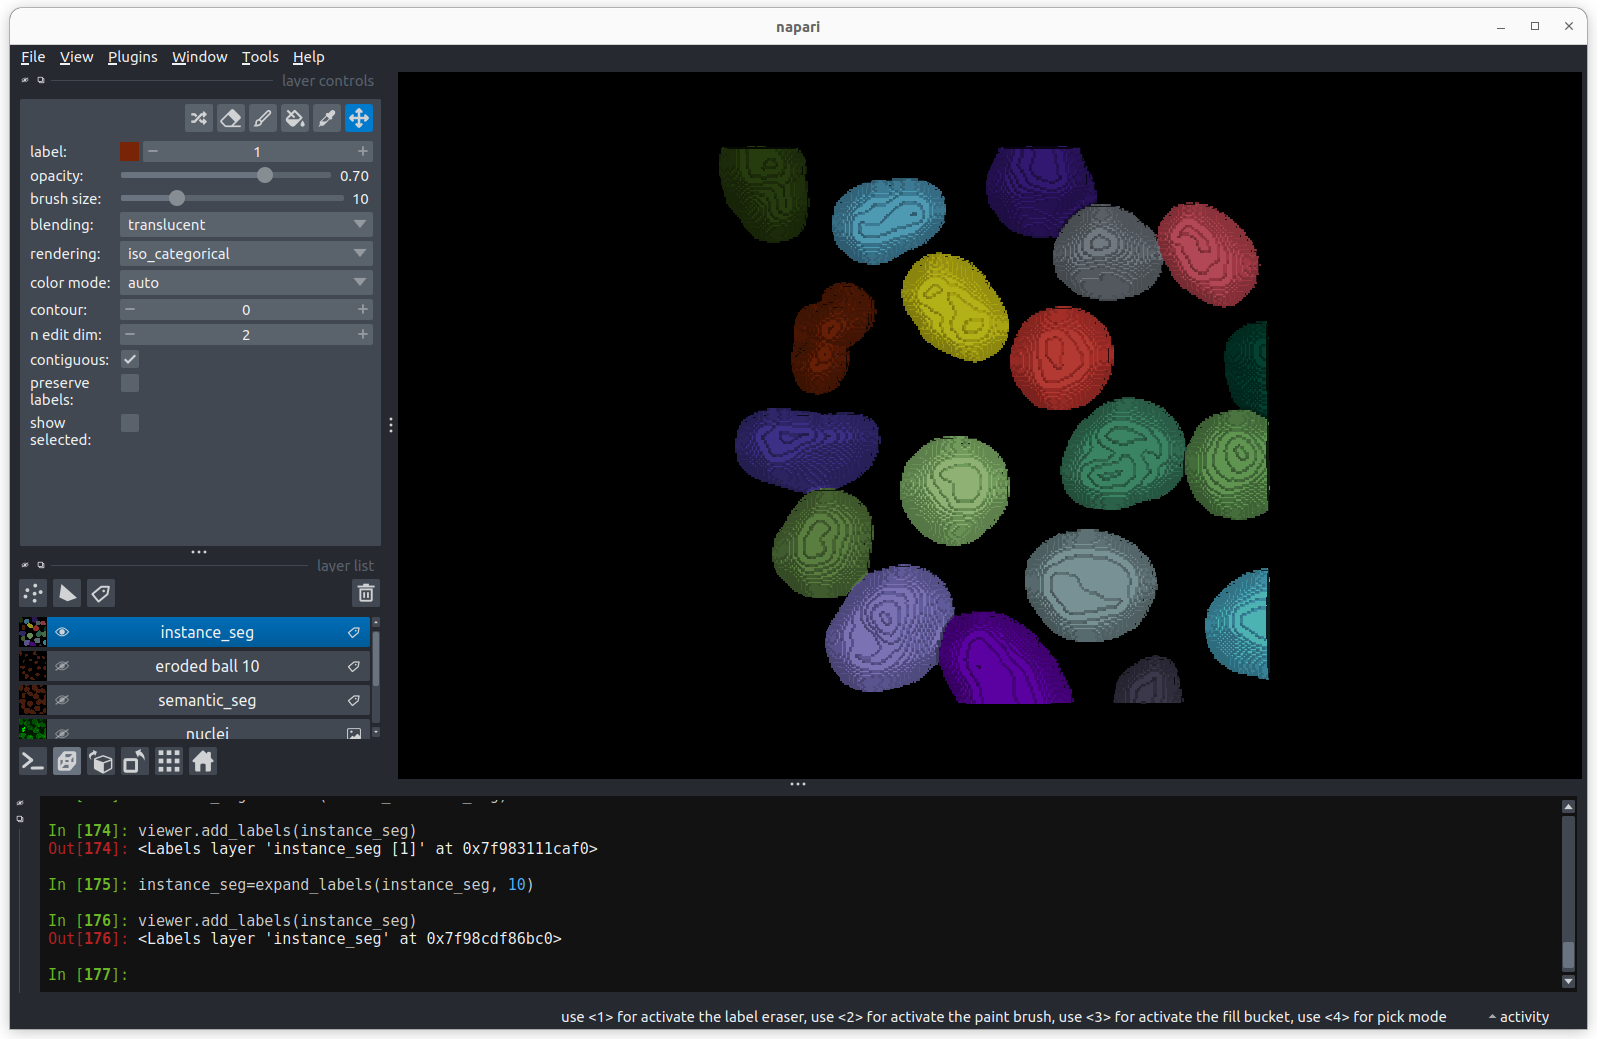 napari
File View Plugins Window Tools Help
layer controls
label: 1
opacity: 0.70
brush size: 10
blending: translucent
rendering: iso_categorical
color mode: auto
contour: 0
n edit dim: 2
contiguous:
preserve
labels:
show
selected:
layer list
instance_seg
eroded ball 10
semantic_seg
nuclei
In [174]: viewer.add_labels(instance_seg)
Out[174]: <Labels layer 'instance_seg [1]' at 0x7f983111caf0>
In [175]: instance_seg=expand_labels(instance_seg, 10)
In [176]: viewer.add_labels(instance_seg)
Out[176]: <Labels layer 'instance_seg' at 0x7f98cdf86bc0>
In [177]:
use <1> for activate the label eraser, use <2> for activate the paint brush, use <3> for activate the fill bucket, use <4> for pick mode
activity